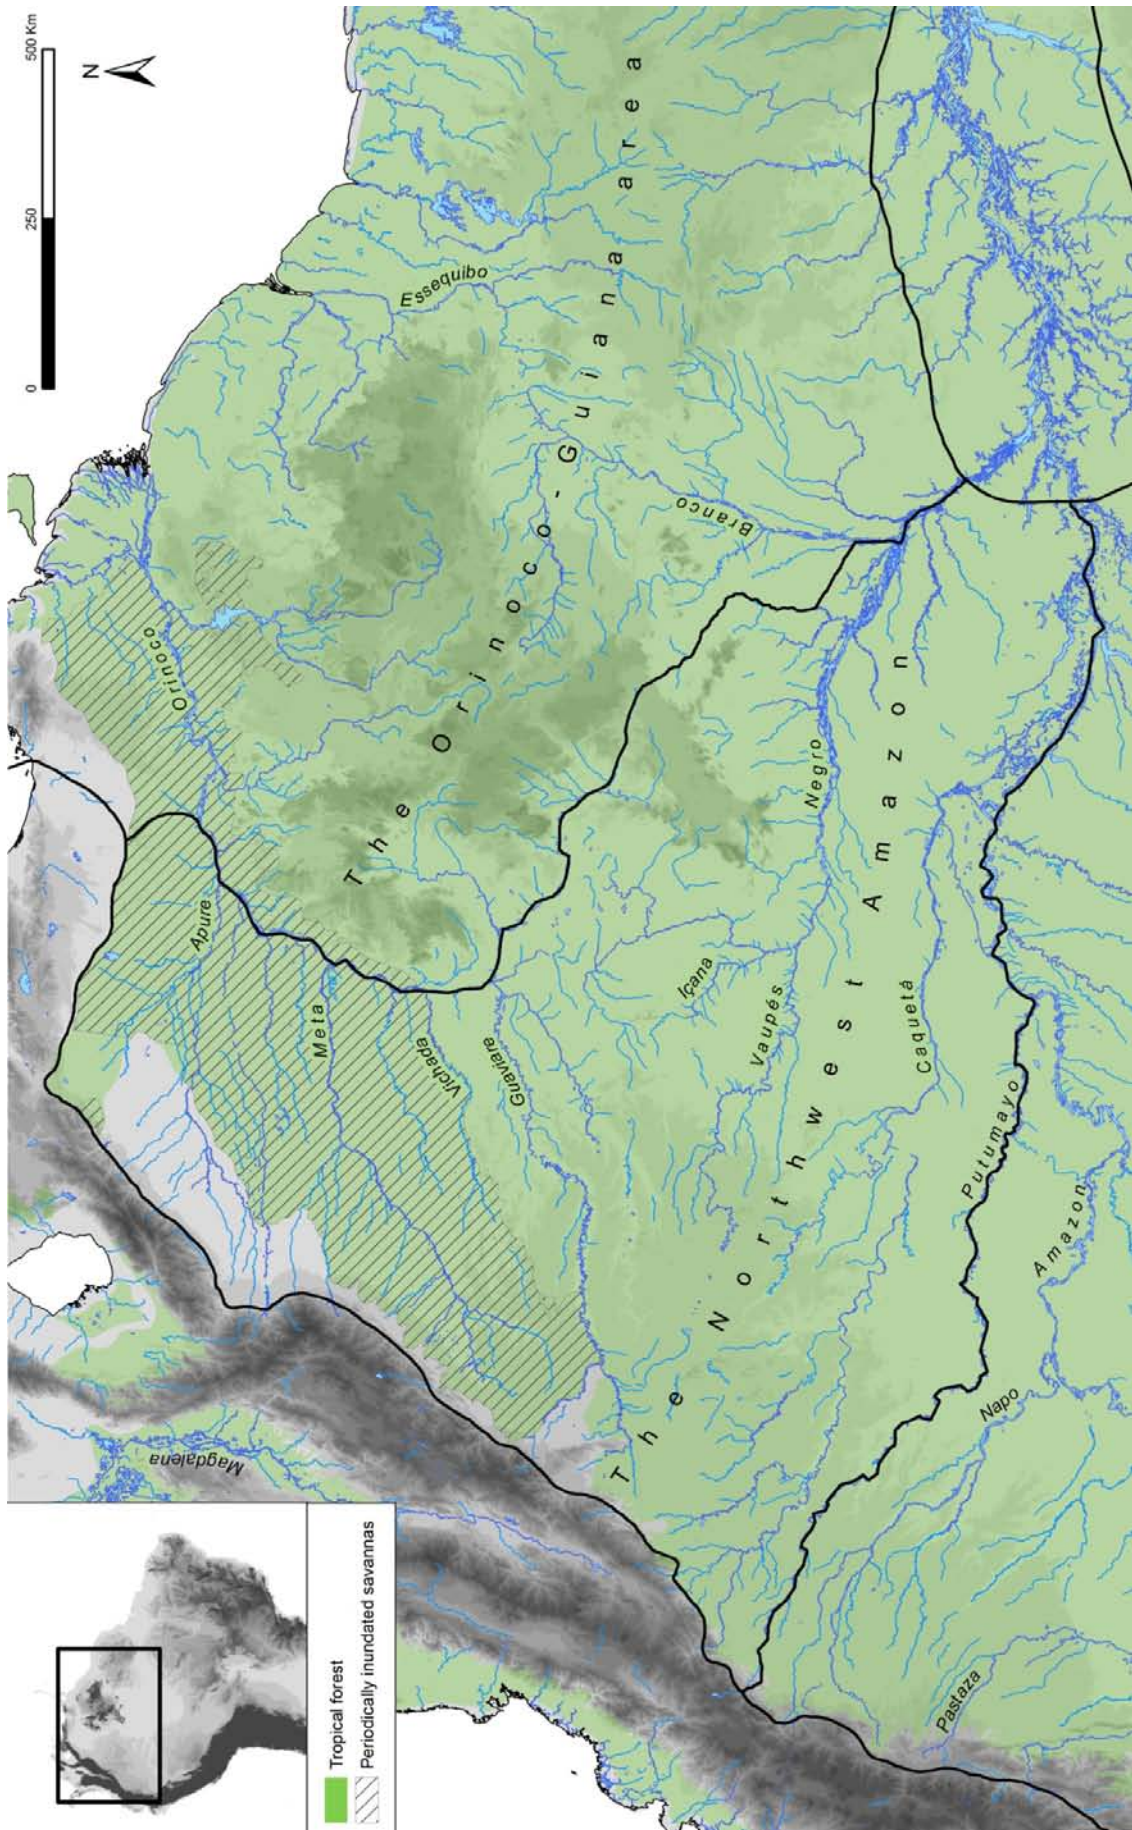 Tropical forest
Periodically inundated savannas
0
250
500 Km
N
Magdalena
Orinoco
Apure
Meta
Vichada
Guaviare
Essequibo
The Orinoco-Guiana area
Branco
Içana
Vaupés
Negro
The Northwest Amazon
Caquetá
Putumayo
Amazon
Napo
Pastaza